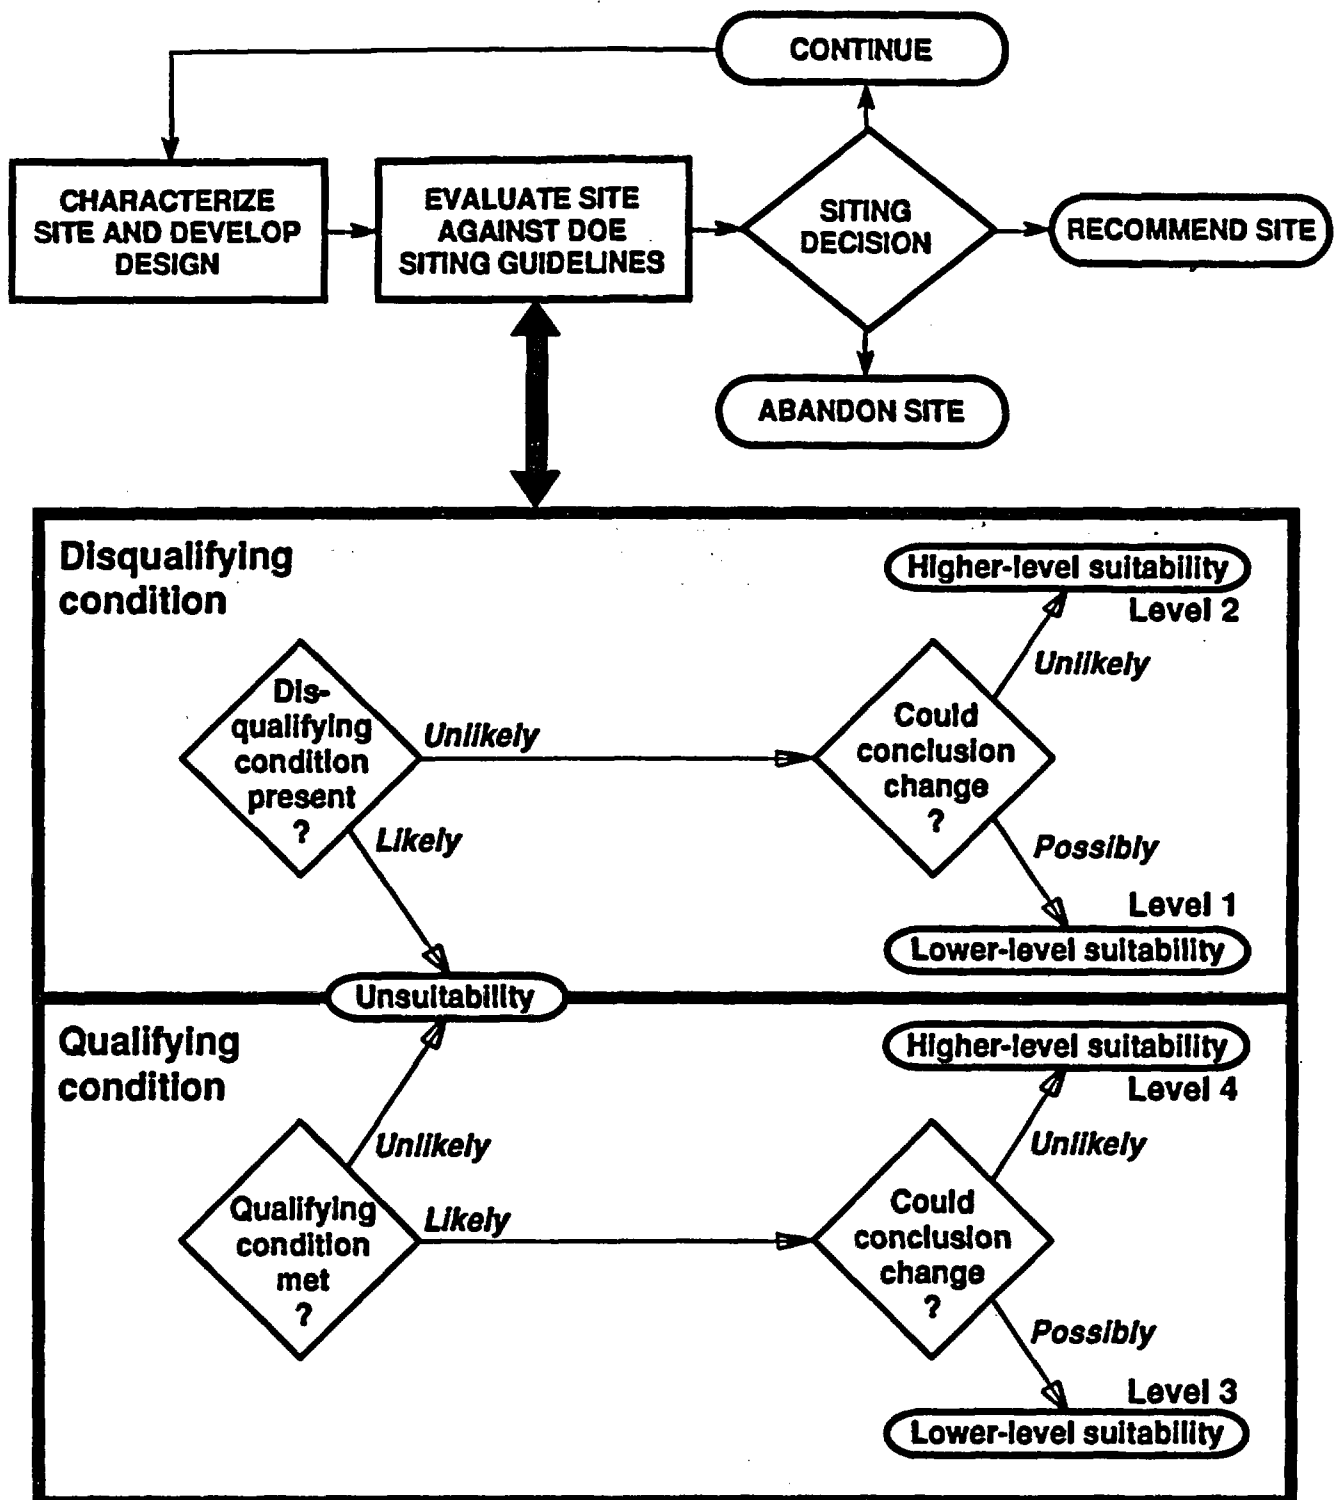 CONTINUE
CHARACTERIZE
SITE AND DEVELOP
DESIGN
EVALUATE SITE
AGAINST DOE
SITING GUIDELINES
SITING
DECISION
RECOMMEND SITE
ABANDON SITE
Disqualifying
condition
Higher-level suitability
Level 2
Unlikely
Dis-
qualifying
condition
present
?
Unlikely
Could
conclusion
change
?
Likely
Possibly
Level 1
Lower-level suitability
Unsuitability
Qualifying
condition
Higher-level suitability
Level 4
Unlikely
Unlikely
Qualifying
condition
met
?
Likely
Could
conclusion
change
?
Possibly
Level 3
Lower-level suitability